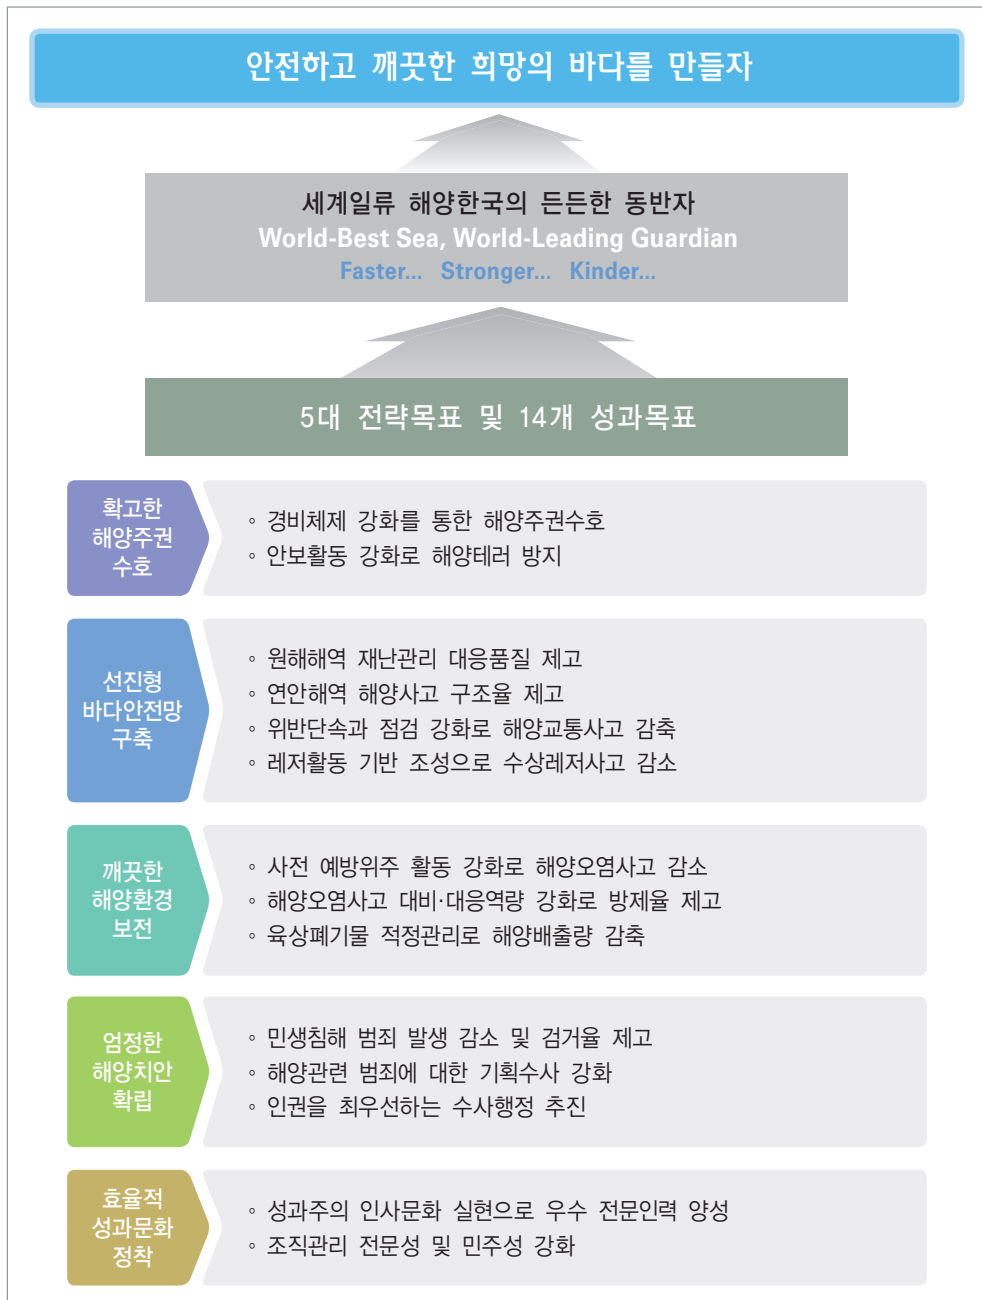 안전하고 깨끗한 희망의 바다를 만들자
세계일류 해양한국의 든든한 동반자
World-Best Sea, World-Leading Guardian
Faster... Stronger... Kinder...
5대 전략목표 및 14개 성과목표
확고한
해양주권
수호
◦ 경비체제 강화를 통한 해양주권수호
◦ 안보활동 강화로 해양테러 방지
선진형
바다안전망
구축
◦ 원해해역 재난관리 대응품질 제고
◦ 연안해역 해양사고 구조율 제고
◦ 위반단속과 점검 강화로 해양교통사고 감축
◦ 레저활동 기반 조성으로 수상레저사고 감소
깨끗한
해양환경
보전
◦ 사전 예방위주 활동 강화로 해양오염사고 감소
◦ 해양오염사고 대비·대응역량 강화로 방제율 제고
◦ 육상폐기물 적정관리로 해양배출량 감축
엄정한
해양치안
확립
◦ 민생침해 범죄 발생 감소 및 검거율 제고
◦ 해양관련 범죄에 대한 기획수사 강화
◦ 인권을 최우선하는 수사행정 추진
효율적
성과문화
정착
◦ 성과주의 인사문화 실현으로 우수 전문인력 양성
◦ 조직관리 전문성 및 민주성 강화